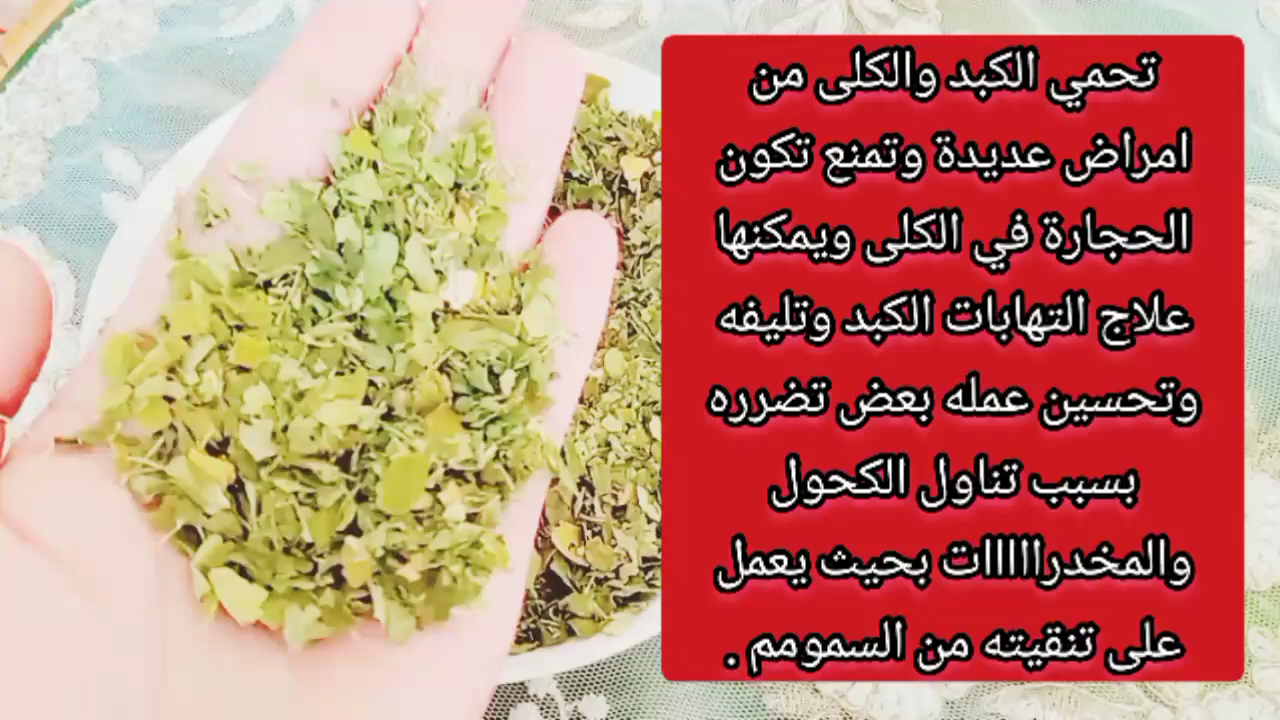 تحمي الكبد والكلى من
امراض عديدة وتمنع تكون
الحجارة في الكلى ويمكنها
علاج التهابات الكبد وتليفه
وتحسين عمله بعض تضرره
بسبب تناول الكحول
والمخدراااااات بحيث يعمل
على تنقيته من السمومم .